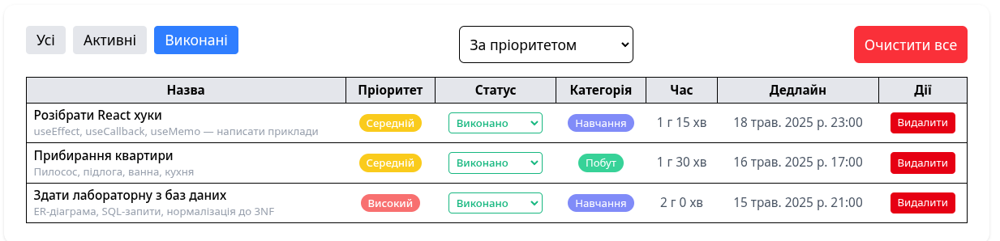 Усі Активні Виконані За пріоритетом Очистити все
Назва Пріоритет Статус Категорія Час Дедлайн Дії
Розібрати React хуки
useEffect, useCallback, useMemo — написати приклади
Середній Виконано Навчання 1 г 15 хв 18 трав. 2025 р. 23:00 Видалити
Прибирання квартири
Пилосос, підлога, ванна, кухня
Середній Виконано Побут 1 г 30 хв 16 трав. 2025 р. 17:00 Видалити
Здати лабораторну з баз даних
ER-діаграма, SQL-запити, нормалізація до 3NF
Високий Виконано Навчання 2 г 0 хв 15 трав. 2025 р. 21:00 Видалити